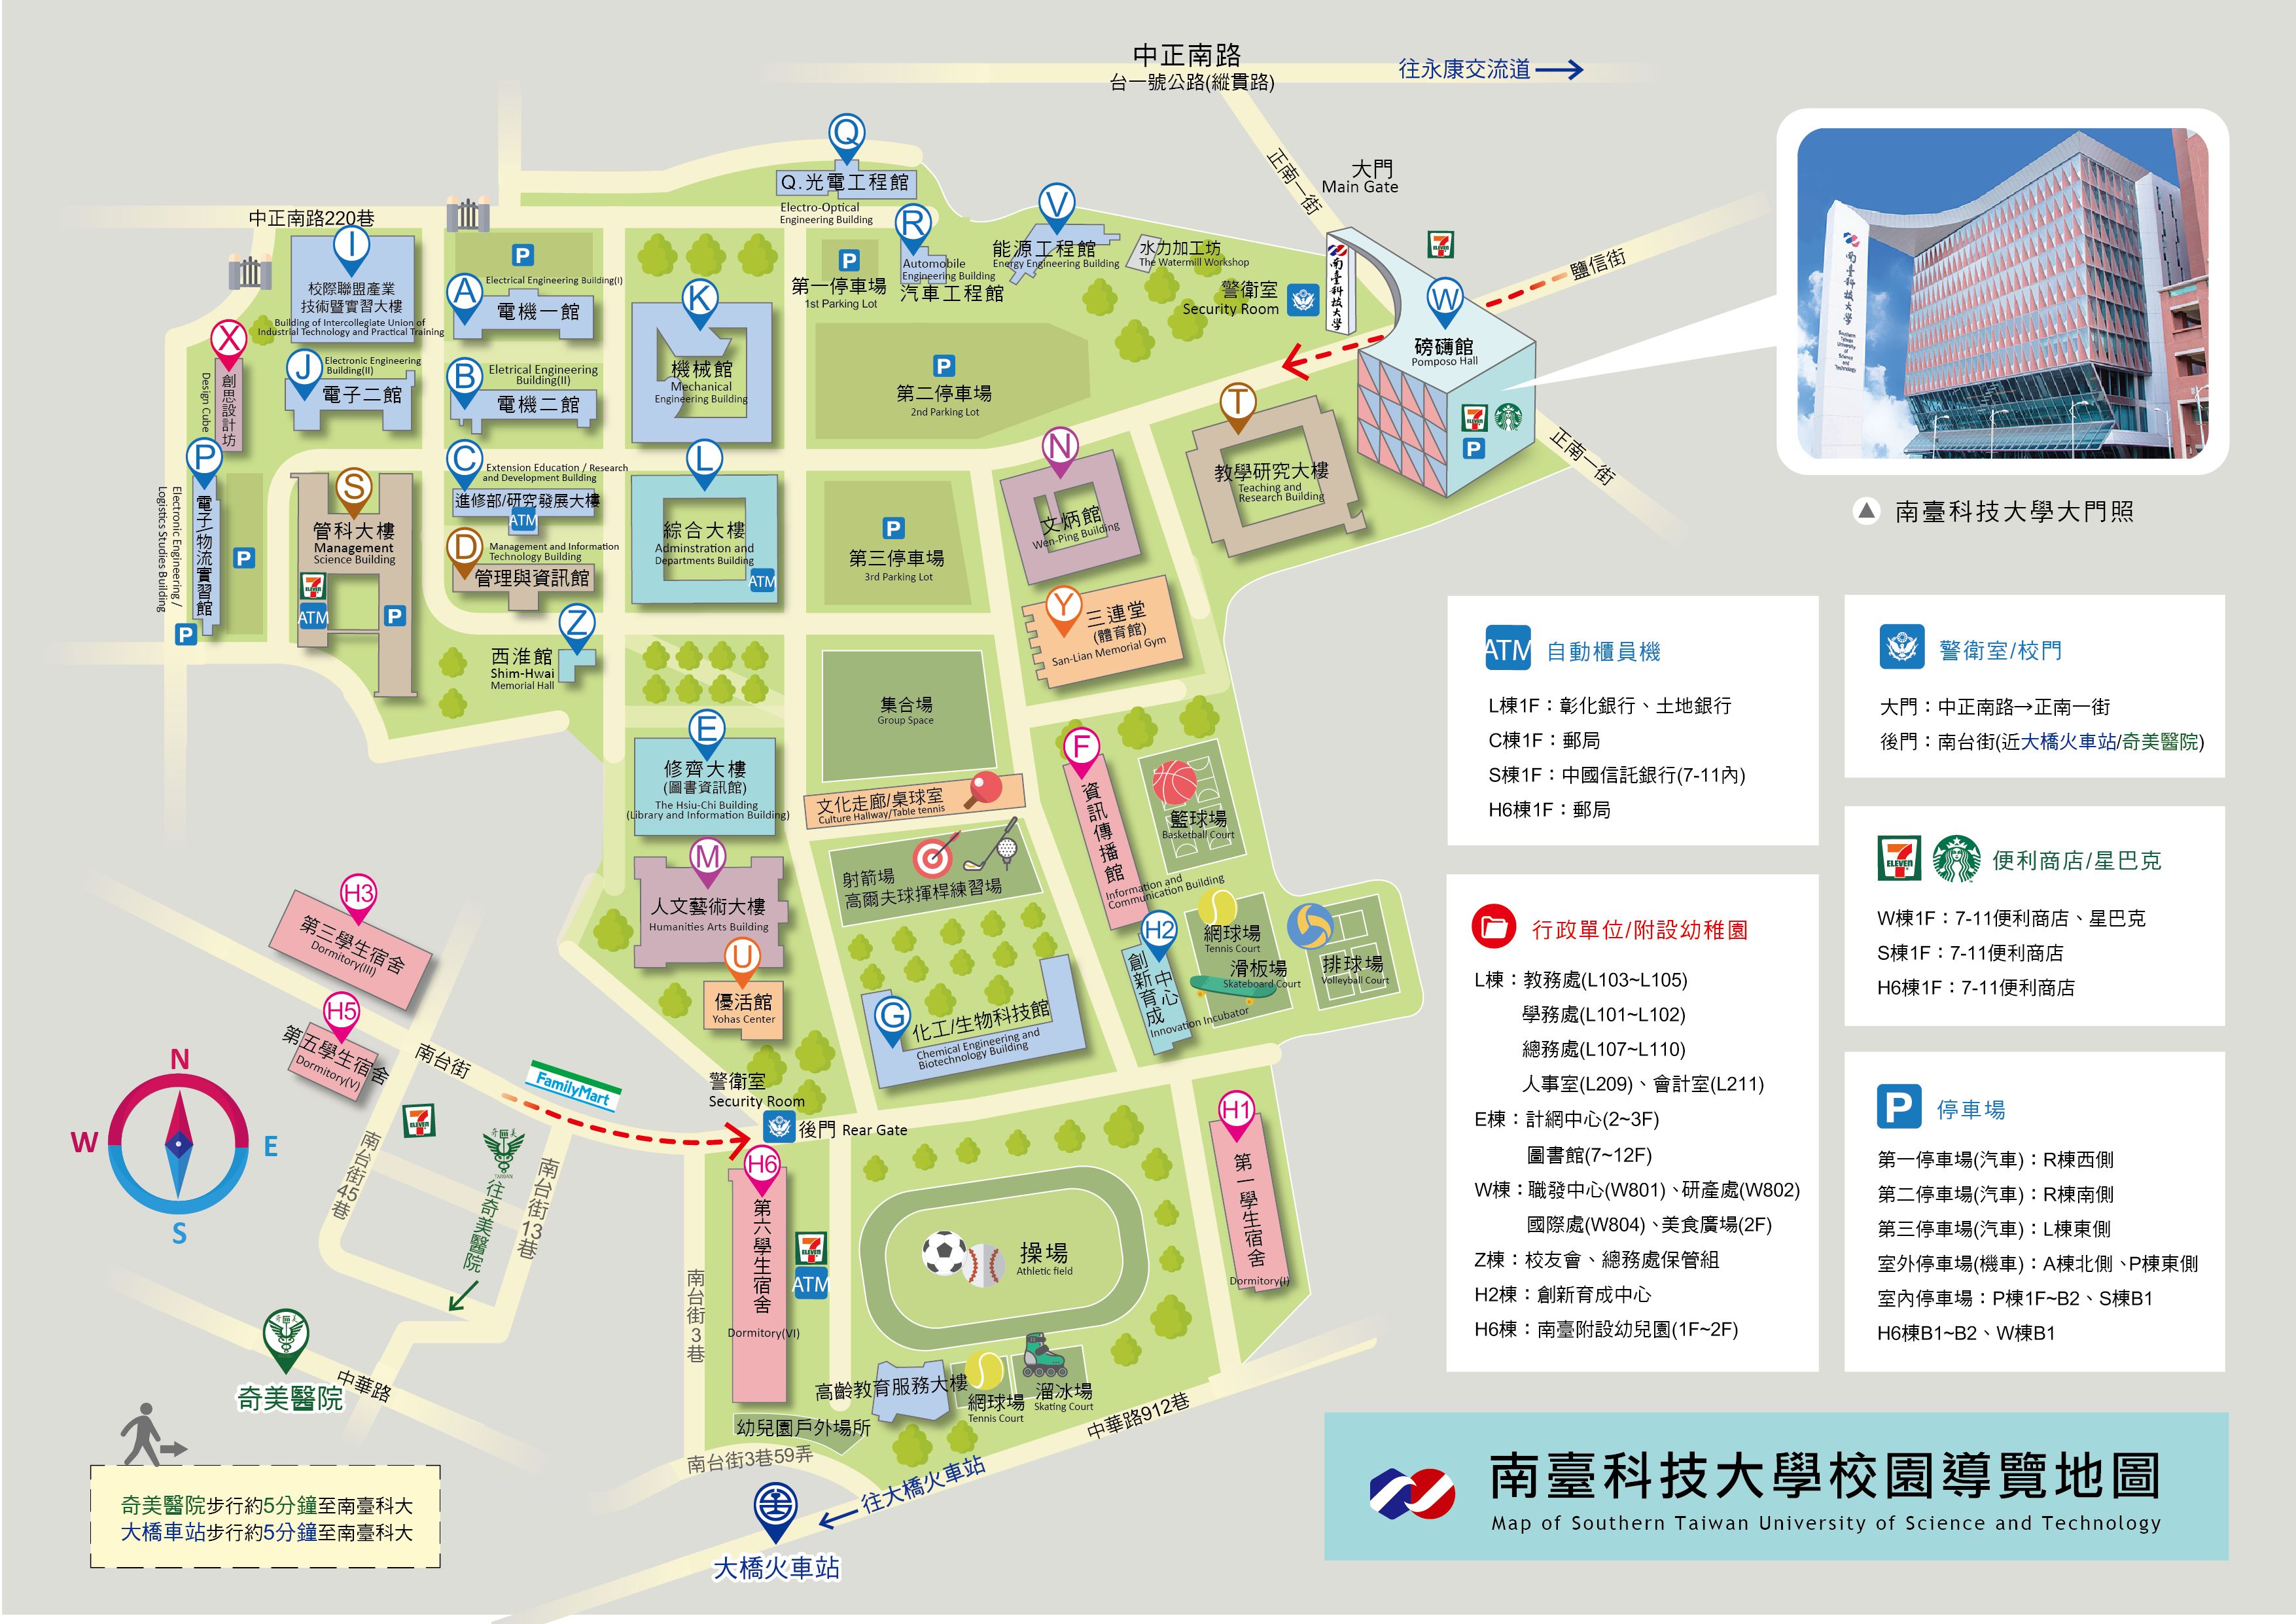 中正南路
台一號公路(縱貫路)
往永康交流道
正南一街
大門
Main Gate
鹽信街
中正南路220巷
Q
Q.光電工程館
Electro-Optical
Engineering Building
R
Automobile
Engineering Building
汽車工程館
V
能源工程館
Energy Engineering Building
水力加工坊
The Watermill Workshop
警衛室
Security Room
南臺科技大學
7 ELEVEN
W
磅礴館
Pomposo Hall
7 ELEVEN
P
正南一街
南臺科技大學
Southern
Taiwan
University
of
Science
and
Technology
南臺科技大學大門照
I
校際聯盟產業
技術暨實習大樓
Building of Intercollegiate Union of
Industrial Technology and Practical Training
P
Electrical Engineering Building(I)
A
電機一館
K
機械館
Mechanical
Engineering Building
P
第一停車場
1st Parking Lot
P
第二停車場
2nd Parking Lot
X
創思設計坊
Design Cube
J
Electronic Engineering
Building(II)
電子二館
B
Eletrical Engineering
Building(II)
電機二館
T
教學研究大樓
Teaching and
Research Building
N
文炳館
Wen-Ping Building
P
電子/物流實習館
Electronic Engineering /
Logistics Studies Building
P
P
S
管科大樓
Management
Science Building
7 ELEVEN
ATM
P
C
Extension Education / Research
and Development Building
進修部/研究發展大樓
ATM
D
Management and Information
Technology Building
管理與資訊館
L
綜合大樓
Adminstration and
Departments Building
ATM
P
第三停車場
3rd Parking Lot
Y
三連堂
(體育館)
San-Lian Memorial Gym
Z
西淮館
Shim-Hwai
Memorial Hall
集合場
Group Space
E
修齊大樓
(圖書資訊館)
The Hsiu-Chi Building
(Library and Information Building)
文化走廊/桌球室
Culture Hallway/Table tennis
F
資訊傳播館
Information and
Communication Building
籃球場
Basketball Court
射箭場
高爾夫球揮桿練習場
M
人文藝術大樓
Humanities Arts Building
U
優活館
Yohas Center
H2
創新育成中心
Innovation Incubator
網球場
Tennis Court
滑板場
Skateboard Court
排球場
Volleyball Court
G
化工/生物科技館
Chemical Engineering and
Biotechnology Building
H3
第三學生宿舍
Dormitory(III)
H5
第五學生宿舍
Dormitory(V)
南台街
FamilyMart
警衛室
Security Room
後門 Rear Gate
N
W
E
S
7 ELEVEN
南台街45巷
奇美
TAIWAN
往奇美醫院
南台街13巷
南台街3巷
H6
第六學生宿舍
Dormitory(VI)
7 ELEVEN
ATM
操場
Athletic field
H1
第一學生宿舍
Dormitory(I)
奇美醫院
中華路
高齡教育服務大樓
網球場
Tennis Court
溜冰場
Skating Court
幼兒園戶外場所
南台街3巷59弄
中華路912巷
往大橋火車站
大橋火車站
奇美醫院步行約5分鐘至南臺科大
大橋車站步行約5分鐘至南臺科大
ATM 自動櫃員機
L棟1F：彰化銀行、土地銀行
C棟1F：郵局
S棟1F：中國信託銀行(7-11內)
H6棟1F：郵局
警衛室/校門
大門：中正南路→正南一街
後門：南台街(近大橋火車站/奇美醫院)
7 ELEVEN 便利商店/星巴克
W棟1F：7-11便利商店、星巴克
S棟1F：7-11便利商店
H6棟1F：7-11便利商店
行政單位/附設幼稚園
L棟：教務處(L103~L105)
學務處(L101~L102)
總務處(L107~L110)
人事室(L209)、會計室(L211)
E棟：計網中心(2~3F)
圖書館(7~12F)
W棟：職發中心(W801)、研產處(W802)
國際處(W804)、美食廣場(2F)
Z棟：校友會、總務處保管組
H2棟：創新育成中心
H6棟：南臺附設幼兒園(1F~2F)
P 停車場
第一停車場(汽車)：R棟西側
第二停車場(汽車)：R棟南側
第三停車場(汽車)：L棟東側
室外停車場(機車)：A棟北側、P棟東側
室內停車場：P棟1F~B2、S棟B1
H6棟B1~B2、W棟B1
南臺科技大學校園導覽地圖
Map of Southern Taiwan University of Science and Technology